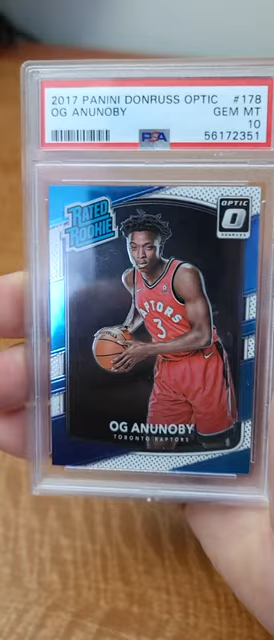 2017 PANINI DONRUSS OPTIC #178
OG ANUNOBY GEM MT
10
PSA 56172351
RATED ROOKIE
OPTIC
O
DONRUSS
RAPTORS
3
OG ANUNOBY
TORONTO RAPTORS